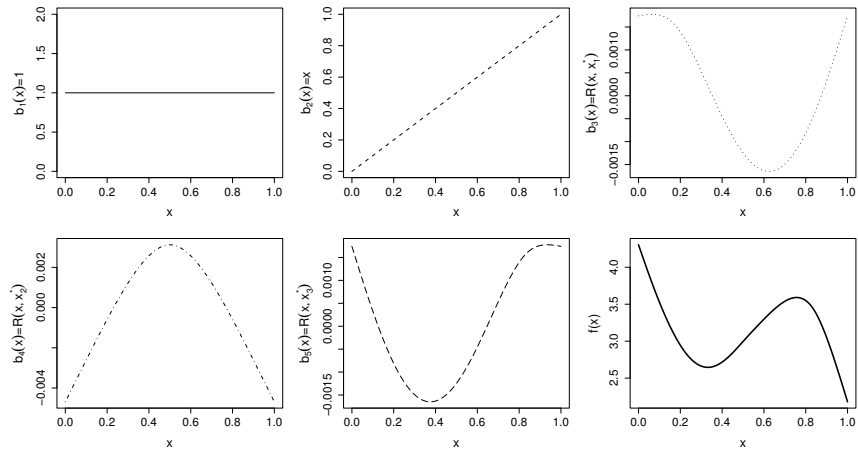 b₁(x)=1
0.0 0.5 1.0 1.5 2.0
0.0 0.2 0.4 0.6 0.8 1.0
x
b₂(x)=x
0.0 0.2 0.4 0.6 0.8 1.0
0.0 0.2 0.4 0.6 0.8 1.0
x
b₃(x)=R(x, x₁*)
−0.0015 0.0000 0.0010
0.0 0.2 0.4 0.6 0.8 1.0
x
b₄(x)=R(x, x₂*)
−0.004 0.000 0.002
0.0 0.2 0.4 0.6 0.8 1.0
x
b₅(x)=R(x, x₃*)
−0.0015 0.0000 0.0010
0.0 0.2 0.4 0.6 0.8 1.0
x
f(x)
2.5 3.0 3.5 4.0
0.0 0.2 0.4 0.6 0.8 1.0
x